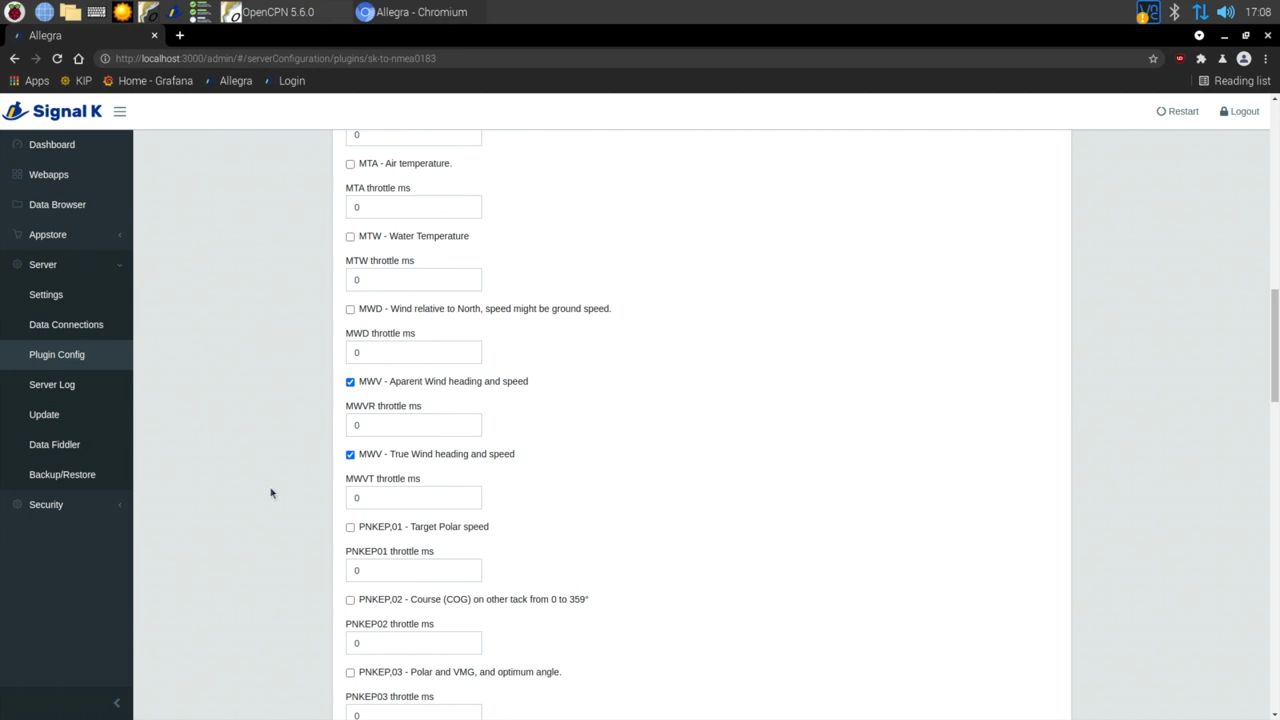 OpenCPN 5.6.0
Allegra - Chromium
17:08
Allegra
http://localhost:3000/admin/#/serverConfiguration/plugins/sk-to-nmea0183
Apps
KIP
Home - Grafana
Allegra
Login
Reading list
Signal K
Restart
Logout
Dashboard
Webapps
Data Browser
Appstore
Server
Settings
Data Connections
Plugin Config
Server Log
Update
Data Fiddler
Backup/Restore
Security
0
MTA - Air temperature.
MTA throttle ms
0
MTW - Water Temperature
MTW throttle ms
0
MWD - Wind relative to North, speed might be ground speed.
MWD throttle ms
0
MWV - Aparent Wind heading and speed
MWVR throttle ms
0
MWV - True Wind heading and speed
MWVT throttle ms
0
PNKEP,01 - Target Polar speed
PNKEP01 throttle ms
0
PNKEP,02 - Course (COG) on other tack from 0 to 359°
PNKEP02 throttle ms
0
PNKEP,03 - Polar and VMG, and optimum angle.
PNKEP03 throttle ms
0